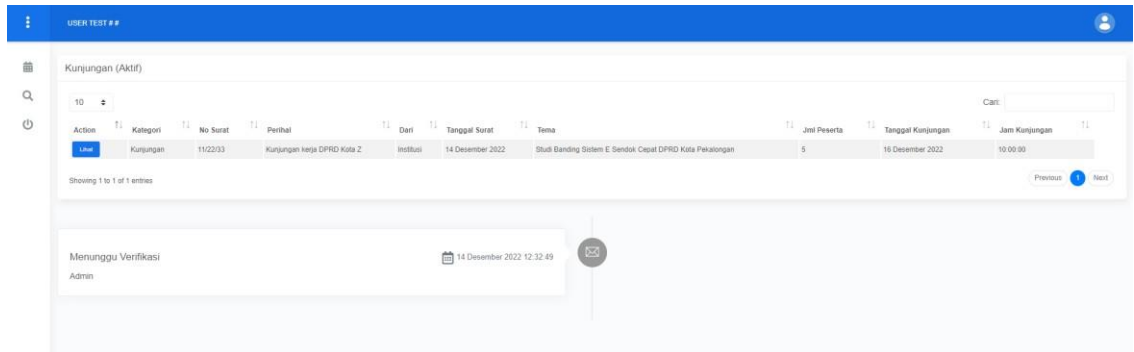 USER TEST # #
Kunjungan (Aktif)
10 Cari:
Action Kategori No Surat Perihal Dari Tanggal Surat Tema Jml Peserta Tanggal Kunjungan Jam Kunjungan
Lihat Kunjungan 11/22/33 Kunjungan kerja DPRD Kota Z Institusi 14 Desember 2022 Studi Banding Sistem E Sendok Cepat DPRD Kota Pekalongan 5 16 Desember 2022 10:00:00
Showing 1 to 1 of 1 entries Previous 1 Next
Menunggu Verifikasi 14 Desember 2022 12:32:49
Admin